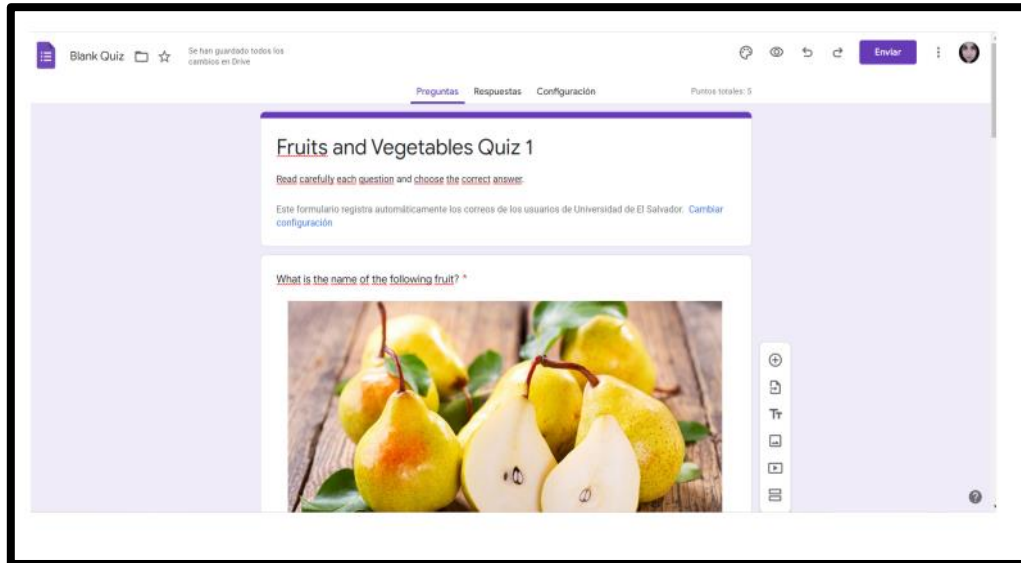 Blank Quiz
Se han guardado todos los
cambios en Drive
Enviar
Preguntas Respuestas Configuración
Puntos totales: 5
Fruits and Vegetables Quiz 1
Read carefully each question and choose the correct answer.
Este formulario registra automáticamente los correos de los usuarios de Universidad de El Salvador. Cambiar
configuración
What is the name of the following fruit? *
Tт